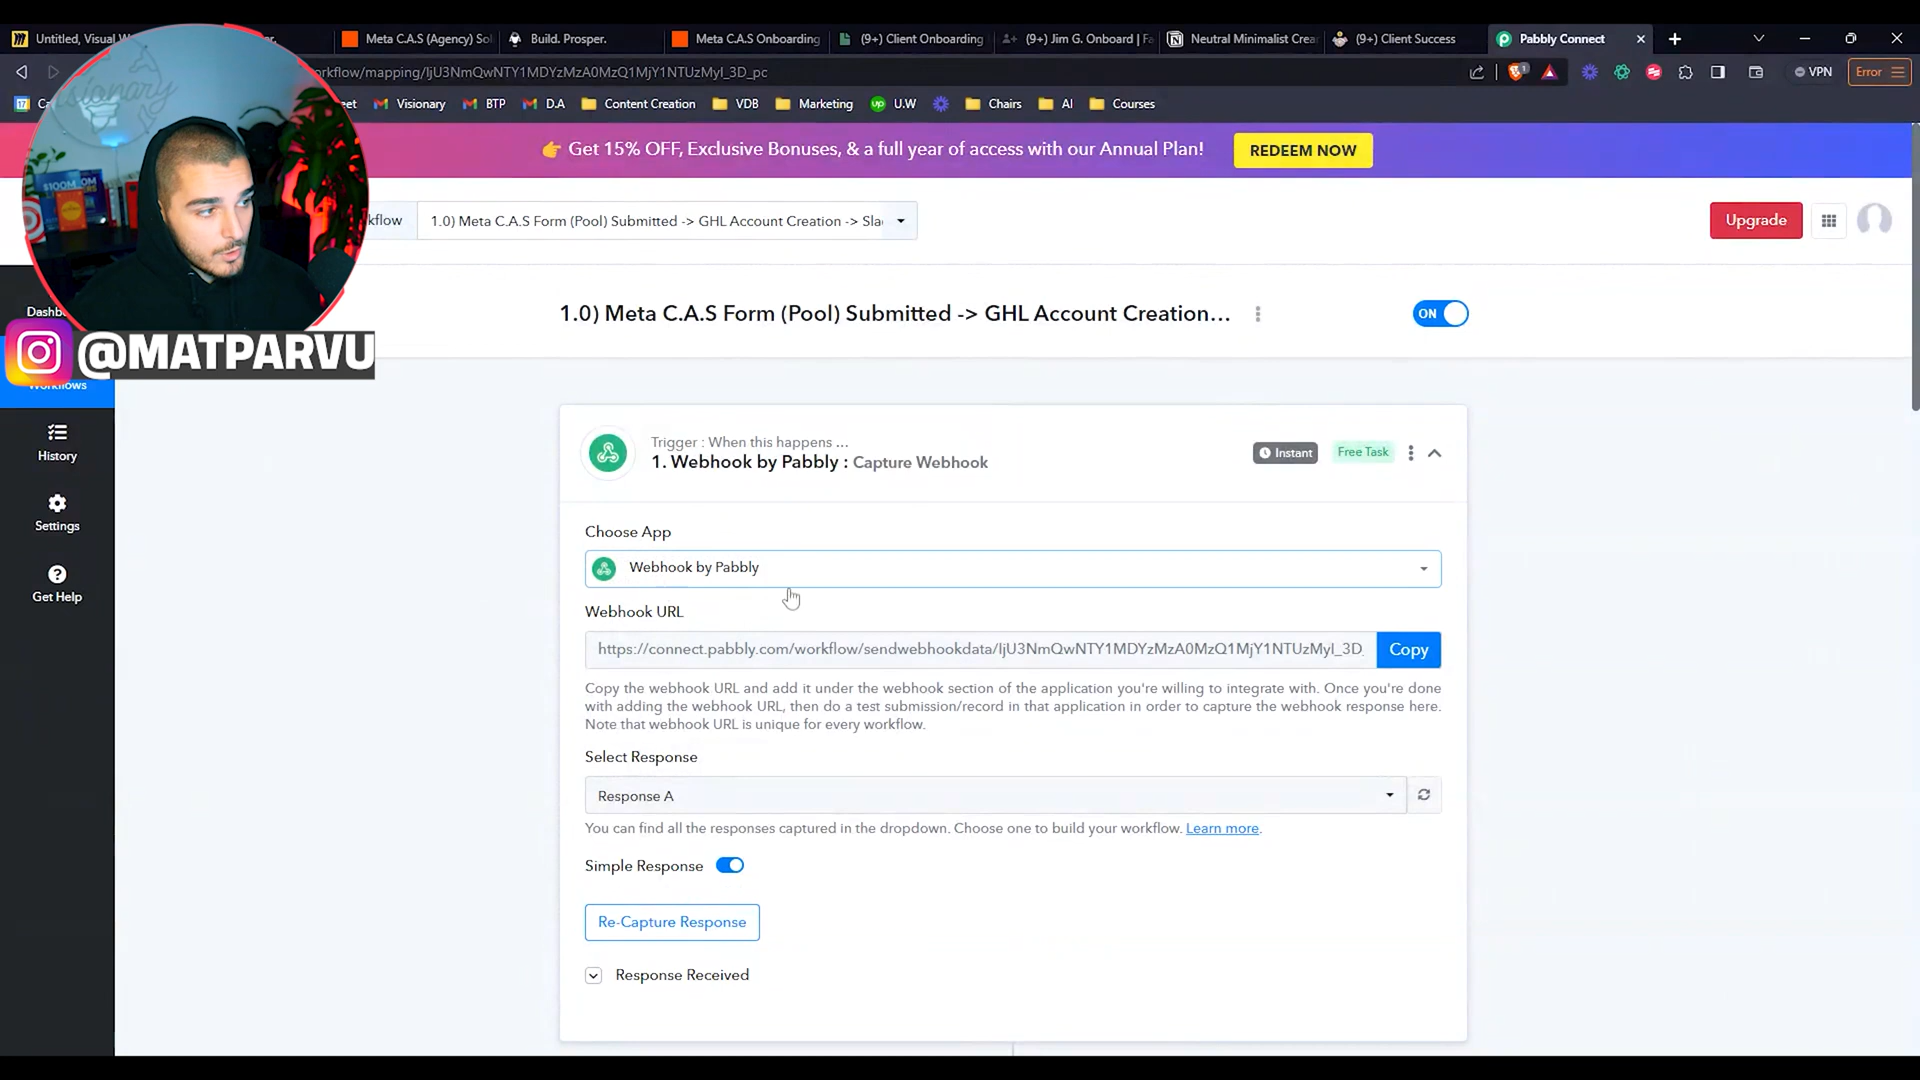 Untitled, Visual W
Meta C.A.S (Agency) Sol
Build. Prosper.
Meta C.A.S Onboarding
(9+) Client Onboarding
(9+) Jim G. Onboard | Fa
Neutral Minimalist Crea
(9+) Client Success
Pabbly Connect
orkflow/mapping/IjU3NmQwNTY1MDYzMzA0MzQ1MjY1NTUzMyI_3D_pc
VPN
Error
17
Visionary
BTP
D.A
Content Creation
VDB
Marketing
up
U.W
Chairs
AI
Courses
Get 15% OFF, Exclusive Bonuses, & a full year of access with our Annual Plan!
REDEEM NOW
$100M
kflow
1.0) Meta C.A.S Form (Pool) Submitted -> GHL Account Creation -> Sla
Upgrade
Dashb
1.0) Meta C.A.S Form (Pool) Submitted -> GHL Account Creation...
ON
@MATPARVU
Workflows
History
Settings
Get Help
Trigger : When this happens ...
1. Webhook by Pabbly : Capture Webhook
Instant
Free Task
Choose App
Webhook by Pabbly
Webhook URL
https://connect.pabbly.com/workflow/sendwebhookdata/IjU3NmQwNTY1MDYzMzA0MzQ1MjY1NTUzMyI_3D_
Copy
Copy the webhook URL and add it under the webhook section of the application you're willing to integrate with. Once you're done
with adding the webhook URL, then do a test submission/record in that application in order to capture the webhook response here.
Note that webhook URL is unique for every workflow.
Select Response
Response A
You can find all the responses captured in the dropdown. Choose one to build your workflow. Learn more.
Simple Response
Re-Capture Response
Response Received